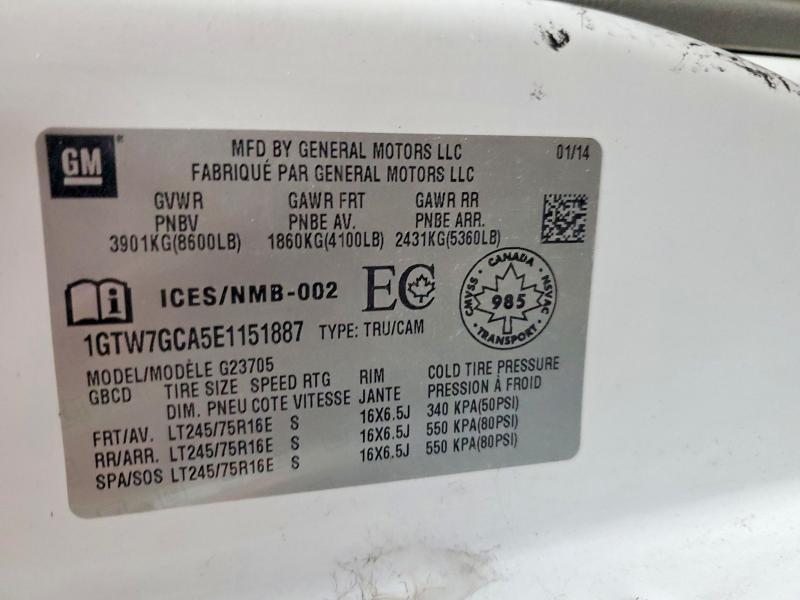 GM
MFD BY GENERAL MOTORS LLC 01/14
FABRIQUÉ PAR GENERAL MOTORS LLC
GVWR GAWR FRT GAWR RR
PNBV PNBE AV. PNBE ARR.
3901KG(8600LB) 1860KG(4100LB) 2431KG(5360LB)
ICES/NMB-002 EC CANADA CMVSS 985 NSVAC
1GTW7GCA5E1151887 TYPE: TRU/CAM
MODEL/MODÈLE G23705
GBCD TIRE SIZE SPEED RTG RIM COLD TIRE PRESSURE
DIM. PNEU COTE VITESSE JANTE PRESSION À FROID
FRT/AV. LT245/75R16E S 16X6.5J 340 KPA(50PSI)
RR/ARR. LT245/75R16E S 16X6.5J 550 KPA(80PSI)
SPA/SOS LT245/75R16E S 16X6.5J 550 KPA(80PSI)